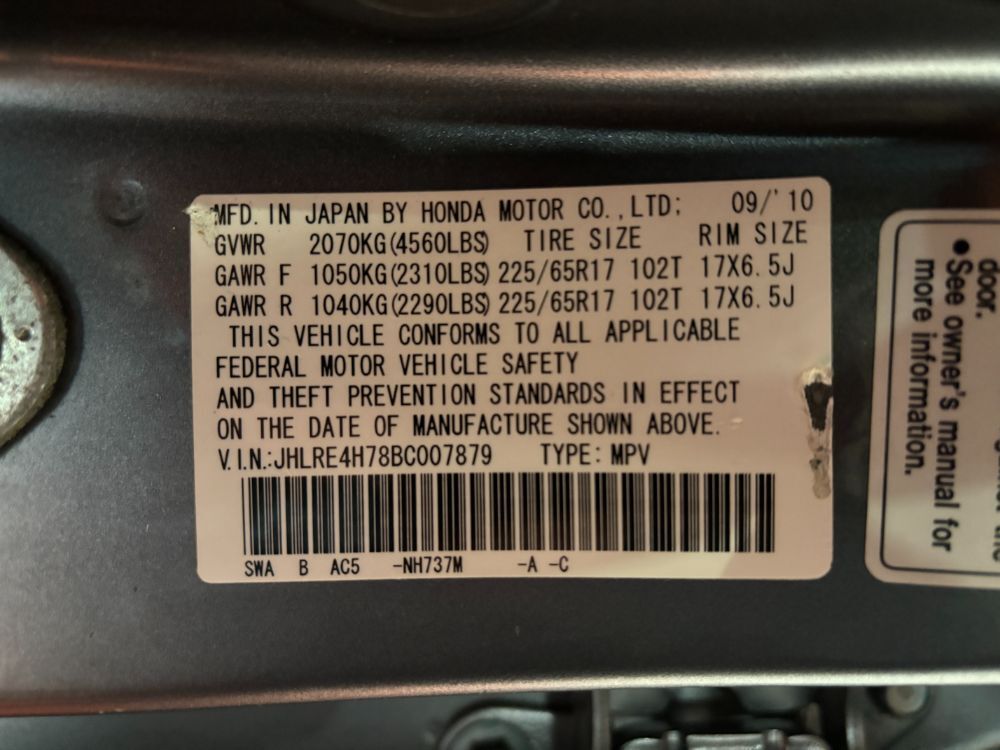 MFD. IN JAPAN BY HONDA MOTOR CO.,LTD; 09/'10
GVWR 2070KG(4560LBS) TIRE SIZE RIM SIZE
GAWR F 1050KG(2310LBS) 225/65R17 102T 17X6.5J
GAWR R 1040KG(2290LBS) 225/65R17 102T 17X6.5J
THIS VEHICLE CONFORMS TO ALL APPLICABLE
FEDERAL MOTOR VEHICLE SAFETY
AND THEFT PREVENTION STANDARDS IN EFFECT
ON THE DATE OF MANUFACTURE SHOWN ABOVE.
V.I.N.:JHLRE4H78BC007879 TYPE: MPV
SWA B AC5 -NH737M -A -C
door.
•See owner's manual for
more information.